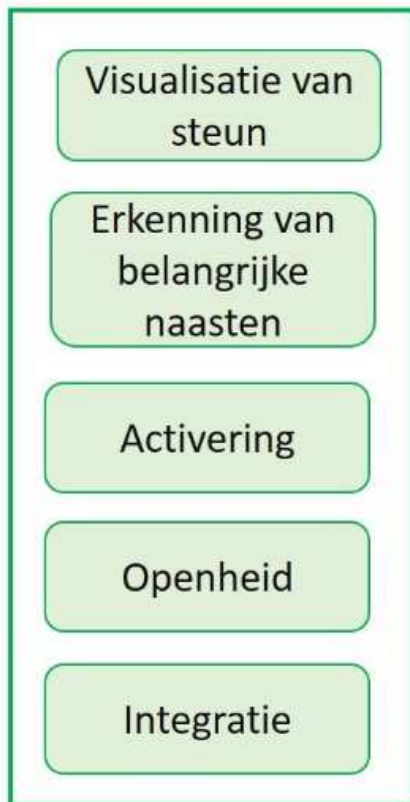 Visualisatie van
steun
Erkenning van
belangrijke
naasten
Activering
Openheid
Integratie